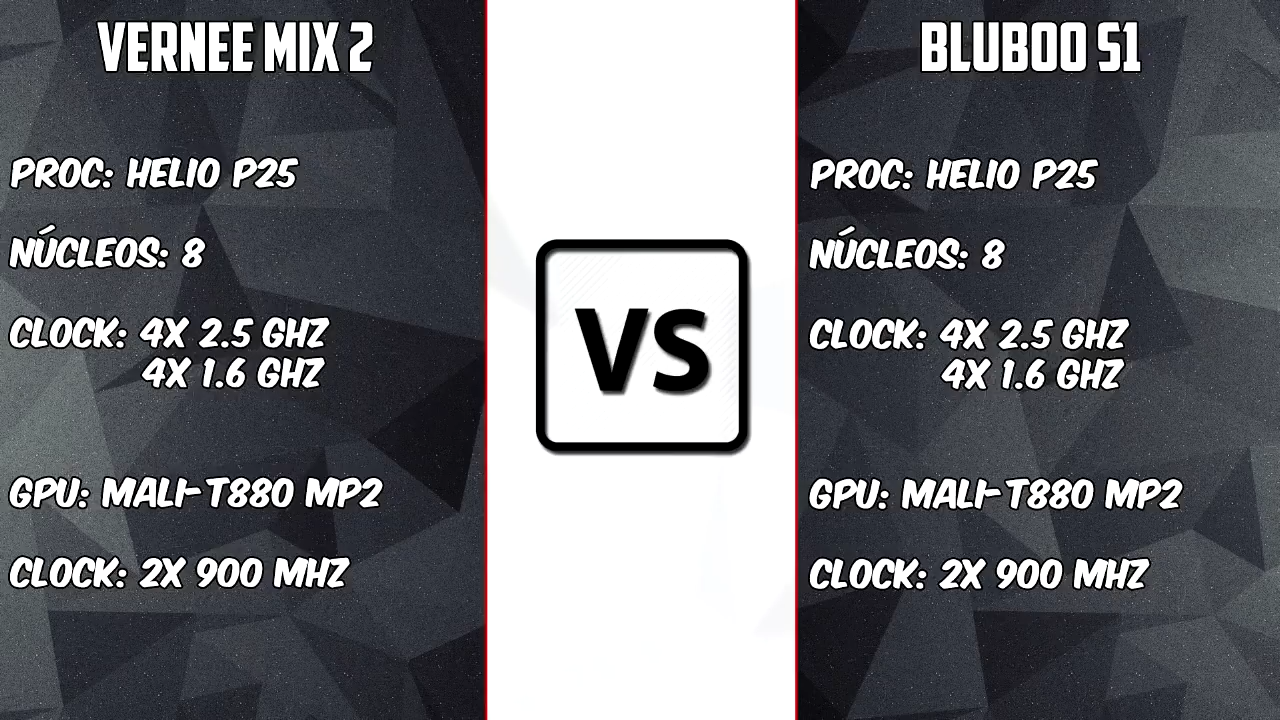 VERNEE MIX 2
PROC: HELIO P25
NÚCLEOS: 8
CLOCK: 4X 2.5 GHZ
4X 1.6 GHZ
GPU: MALI-T880 MP2
CLOCK: 2X 900 MHZ
VS
BLUBOO S1
PROC: HELIO P25
NÚCLEOS: 8
CLOCK: 4X 2.5 GHZ
4X 1.6 GHZ
GPU: MALI-T880 MP2
CLOCK: 2X 900 MHZ